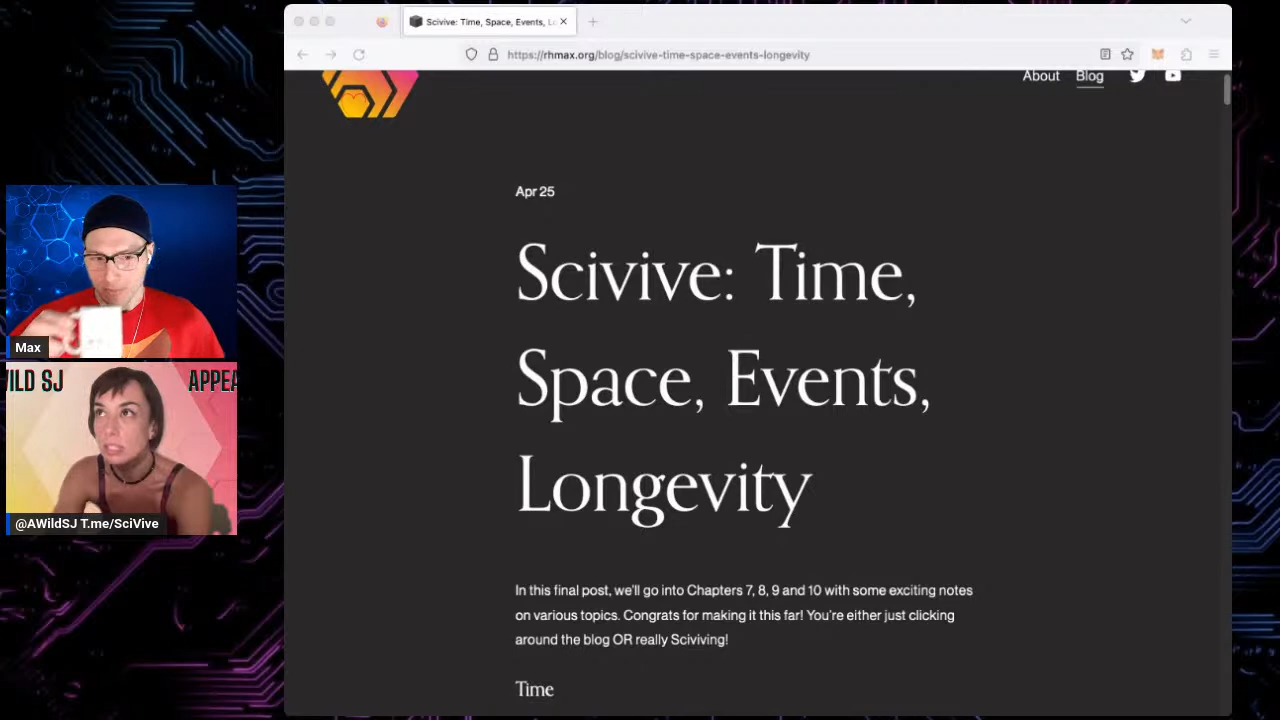 Scivive: Time, Space, Events, Lo
https://rhmax.org/blog/scivive-time-space-events-longevity
About Blog
Apr 25
Scivive: Time,
Space, Events,
Longevity
In this final post, we'll go into Chapters 7, 8, 9 and 10 with some exciting notes
on various topics. Congrats for making it this far! You're either just clicking
around the blog OR really Sciviving!
Time
Max
WILD SJ
APPEA
@AWildSJ T.me/SciVive